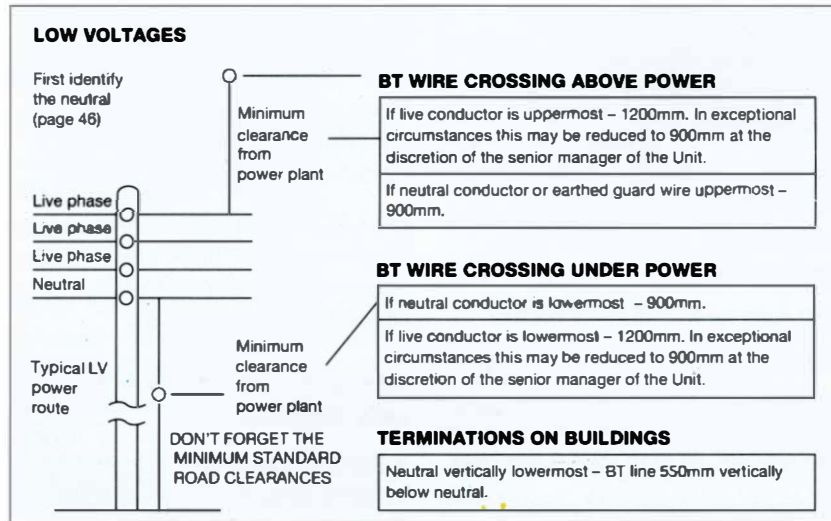 LOW VOLTAGES
First identify
the neutral
(page 46)
Minimum
clearance
from
power plant
BT WIRE CROSSING ABOVE POWER
If live conductor is uppermost – 1200mm. In exceptional
circumstances this may be reduced to 900mm at the
discretion of the senior manager of the Unit.
If neutral conductor or earthed guard wire uppermost –
900mm.
Live phase
Live phase
Live phase
Neutral
BT WIRE CROSSING UNDER POWER
If neutral conductor is lowermost – 900mm.
If live conductor is lowermost – 1200mm. In exceptional
circumstances this may be reduced to 900mm at the
discretion of the senior manager of the Unit.
Typical LV
power
route
Minimum
clearance
from
power plant
DON'T FORGET THE
MINIMUM STANDARD
ROAD CLEARANCES
TERMINATIONS ON BUILDINGS
Neutral vertically lowermost – BT line 550mm vertically
below neutral.